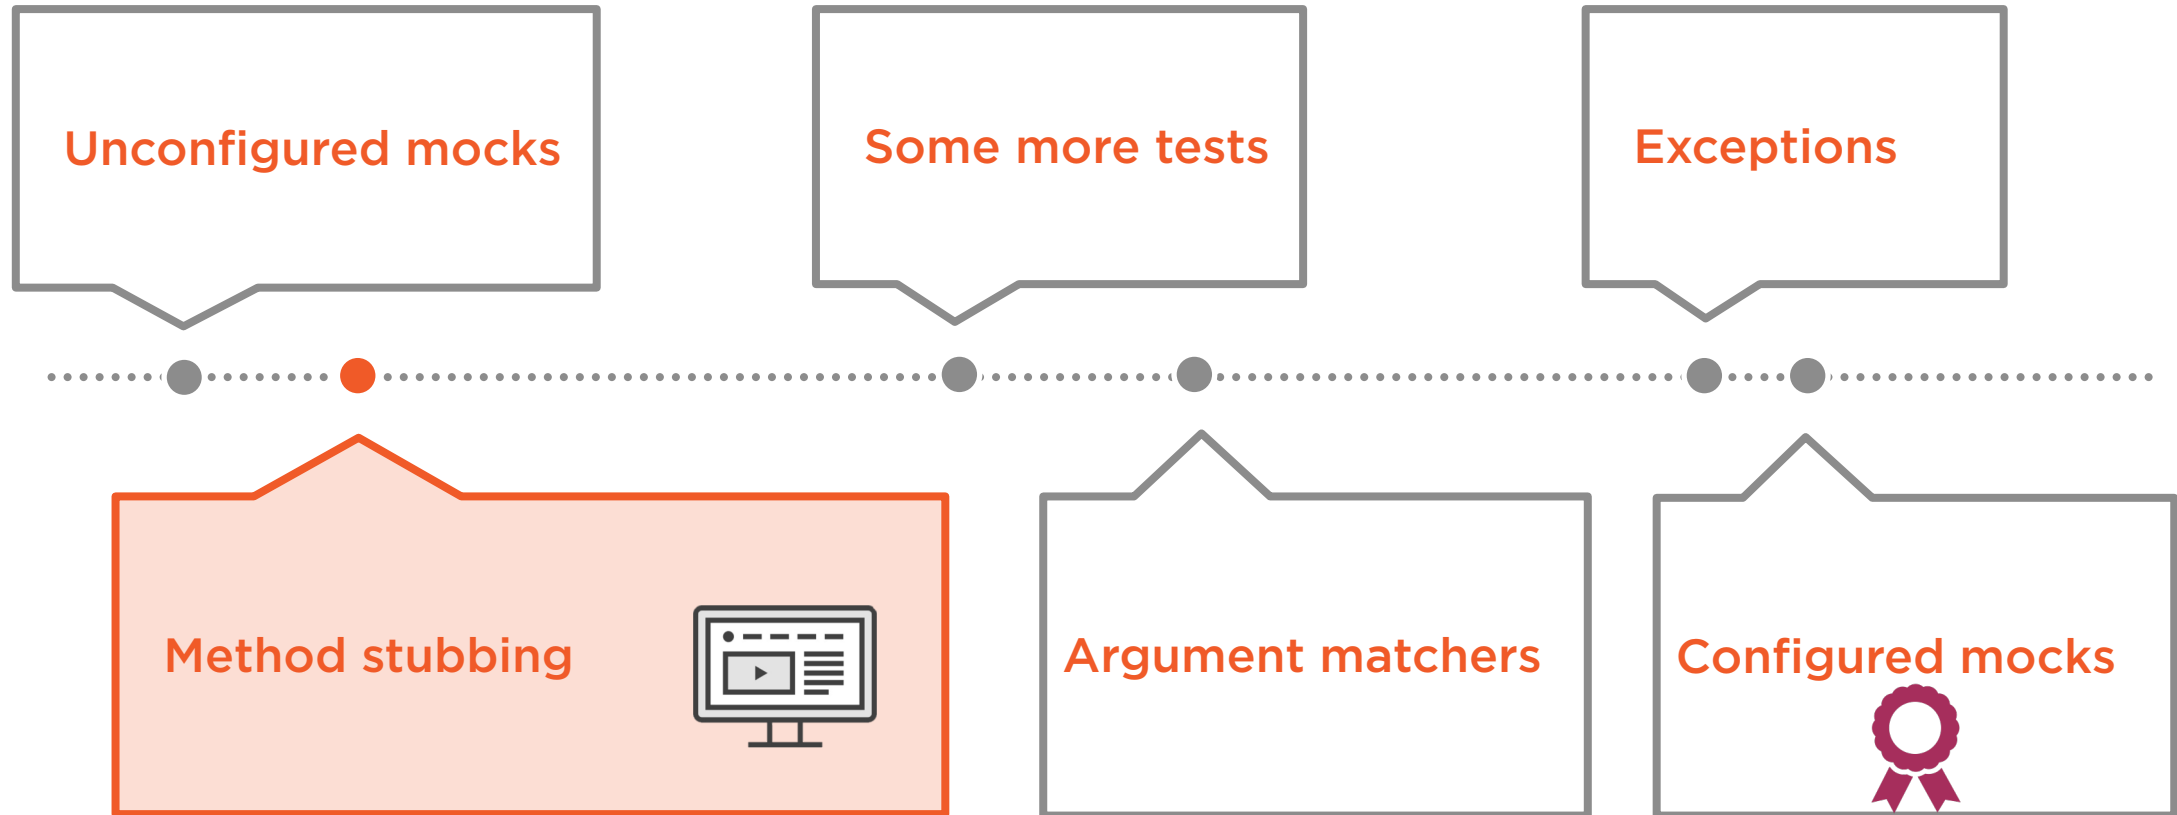 Unconfigured mocks
Some more tests
Exceptions
Method stubbing
Argument matchers
Configured mocks